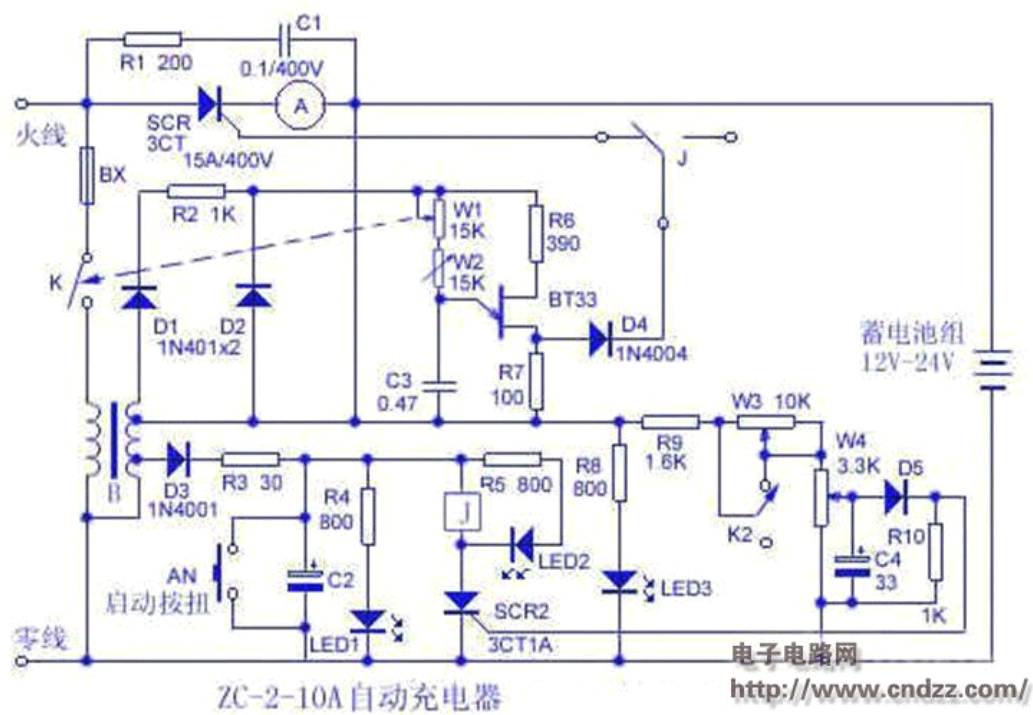 C1
R1 200
0.1/400V
A
火线
SCR
3CT
15A/400V
J
BX
R2 1K
W1
15K
R6
390
K
W2
15K
BT33
D1
D2
1N401x2
D4
1N4004
蓄电池组
12V-24V
C3
0.47
R7
100
W3 10K
R9
1.6K
W4
3.3K
B
D3
1N4001
R3 30
R4
800
R5 800
R8
800
D5
J
K2
R10
LED2
AN
启动按扭
C2
LED3
C4
33
1K
LED1
SCR2
3CT1A
零线
电子电路网
ZC-2-10A自动充电器
http://www.cndzz.com/